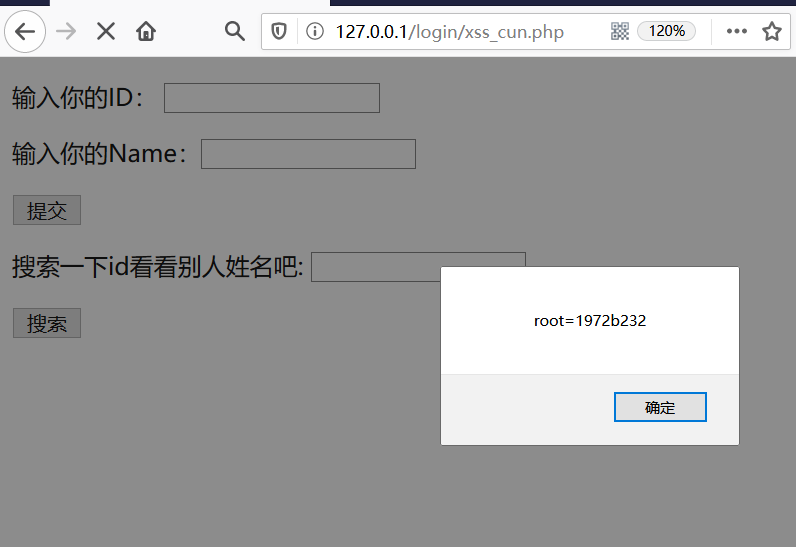 127.0.0.1/login/xss_cun.php 120%
输入你的ID：
输入你的Name：
提交
搜索一下id看看别人姓名吧:
搜索
root=1972b232
确定